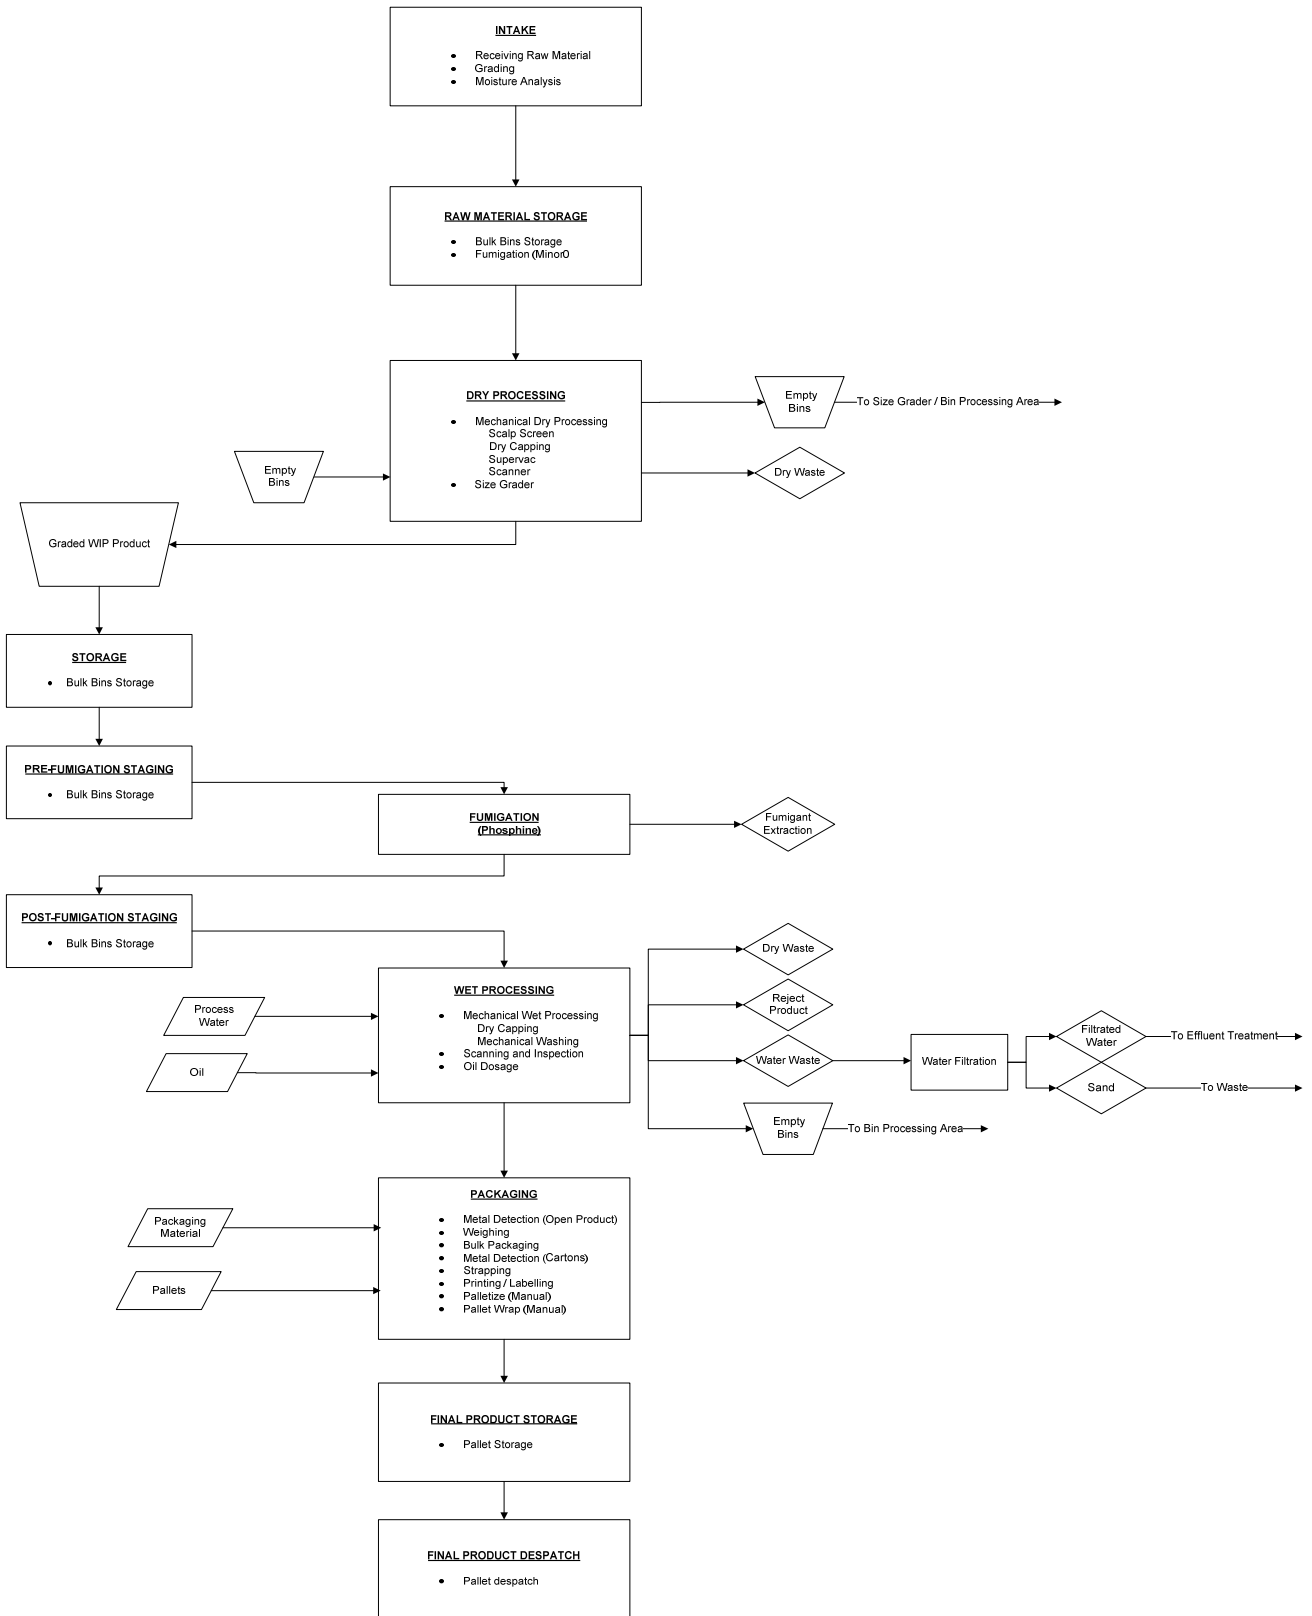 INTAKE
• Receiving Raw Material
• Grading
• Moisture Analysis
RAW MATERIAL STORAGE
• Bulk Bins Storage
• Fumigation (Minor0
DRY PROCESSING
• Mechanical Dry Processing
Scalp Screen
Dry Capping
Supervac
Scanner
• Size Grader
Empty
Bins
To Size Grader / Bin Processing Area
Dry Waste
Empty
Bins
Graded WIP Product
STORAGE
• Bulk Bins Storage
PRE-FUMIGATION STAGING
• Bulk Bins Storage
FUMIGATION
(Phosphine)
Fumigant
Extraction
POST-FUMIGATION STAGING
• Bulk Bins Storage
WET PROCESSING
• Mechanical Wet Processing
Dry Capping
Mechanical Washing
• Scanning and Inspection
• Oil Dosage
Process
Water
Oil
Dry Waste
Reject
Product
Water Waste
Water Filtration
Filtrated
Water
To Effluent Treatment
Sand
To Waste
Empty
Bins
To Bin Processing Area
PACKAGING
• Metal Detection (Open Product)
• Weighing
• Bulk Packaging
• Metal Detection (Cartons)
• Strapping
• Printing / Labelling
• Palletize (Manual)
• Pallet Wrap (Manual)
Packaging
Material
Pallets
FINAL PRODUCT STORAGE
• Pallet Storage
FINAL PRODUCT DESPATCH
• Pallet despatch